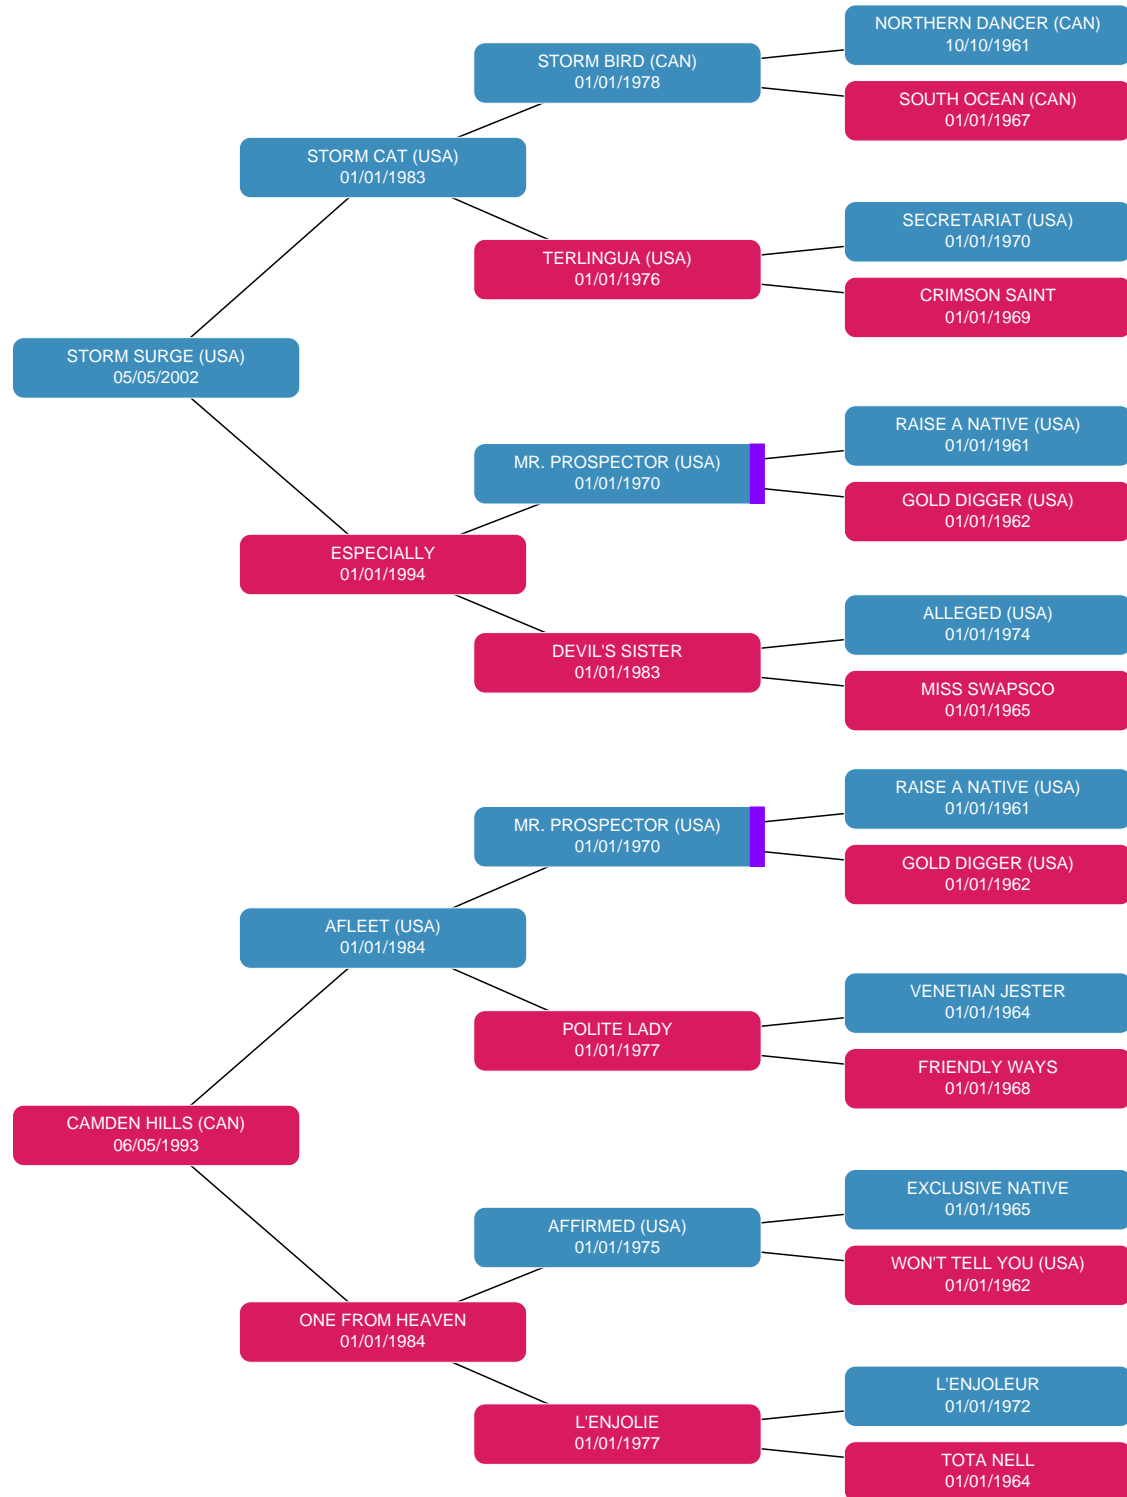 NORTHERN DANCER (CAN)
10/10/1961
STORM BIRD (CAN)
01/01/1978
SOUTH OCEAN (CAN)
01/01/1967
STORM CAT (USA)
01/01/1983
SECRETARIAT (USA)
01/01/1970
TERLINGUA (USA)
01/01/1976
CRIMSON SAINT
01/01/1969
STORM SURGE (USA)
05/05/2002
RAISE A NATIVE (USA)
01/01/1961
MR. PROSPECTOR (USA)
01/01/1970
GOLD DIGGER (USA)
01/01/1962
ESPECIALLY
01/01/1994
ALLEGED (USA)
01/01/1974
DEVIL'S SISTER
01/01/1983
MISS SWAPSCO
01/01/1965
RAISE A NATIVE (USA)
01/01/1961
MR. PROSPECTOR (USA)
01/01/1970
GOLD DIGGER (USA)
01/01/1962
AFLEET (USA)
01/01/1984
VENETIAN JESTER
01/01/1964
POLITE LADY
01/01/1977
FRIENDLY WAYS
01/01/1968
CAMDEN HILLS (CAN)
06/05/1993
EXCLUSIVE NATIVE
01/01/1965
AFFIRMED (USA)
01/01/1975
WON'T TELL YOU (USA)
01/01/1962
ONE FROM HEAVEN
01/01/1984
L'ENJOLEUR
01/01/1972
L'ENJOLIE
01/01/1977
TOTA NELL
01/01/1964